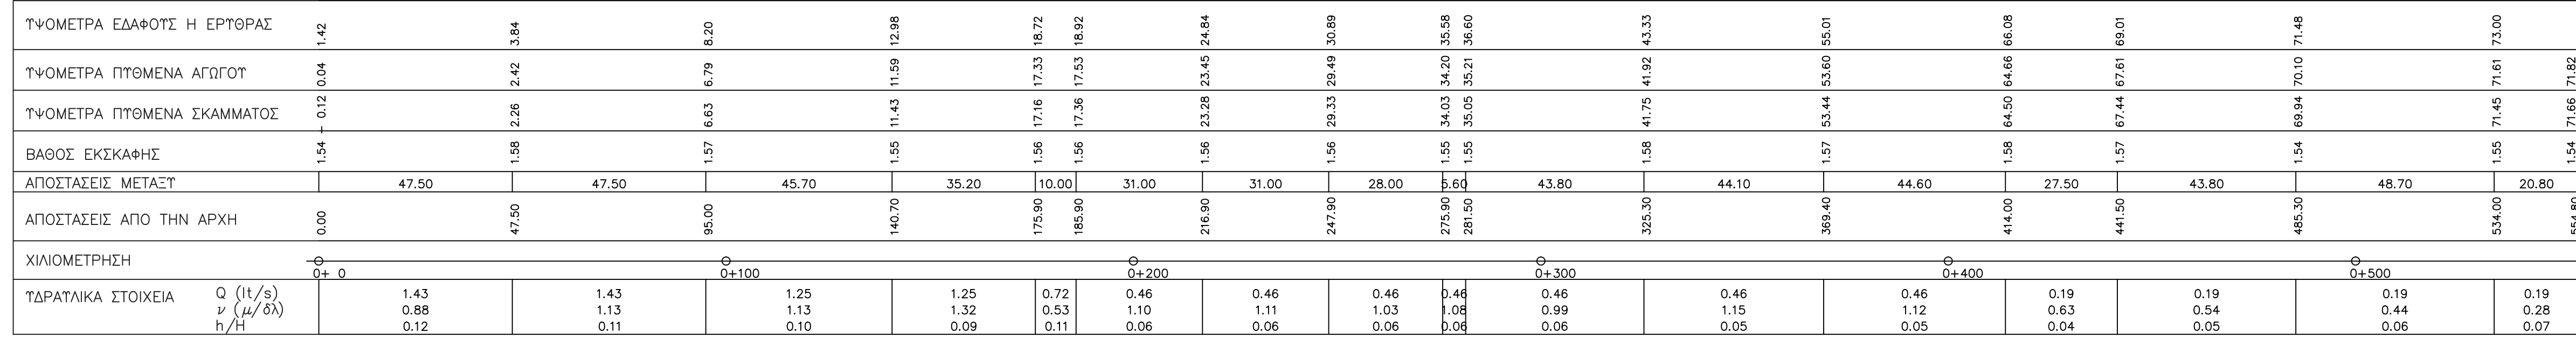 ΥΨΟΜΕΤΡΑ ΕΔΑΦΟΥΣ Η ΕΡΥΘΡΑΣ 1.42 3.84 8.20 12.98 18.72 18.92 24.84 30.89 35.58 36.60 43.33 55.01 66.08 69.01 71.48 73.00
ΥΨΟΜΕΤΡΑ ΠΥΘΜΕΝΑ ΑΓΩΓΟΥ 0.04 2.42 6.79 11.59 17.33 17.53 23.45 29.49 34.20 35.21 41.92 53.60 64.66 67.61 70.10 71.61 71.82
ΥΨΟΜΕΤΡΑ ΠΥΘΜΕΝΑ ΣΚΑΜΜΑΤΟΣ - 0.12 2.26 6.63 11.43 17.16 17.36 23.28 29.33 34.03 35.05 41.75 53.44 64.50 67.44 69.94 71.45 71.66
ΒΑΘΟΣ ΕΚΣΚΑΦΗΣ 1.54 1.58 1.57 1.55 1.56 1.56 1.56 1.56 1.55 1.55 1.58 1.57 1.58 1.57 1.54 1.55 1.54
ΑΠΟΣΤΑΣΕΙΣ ΜΕΤΑΞΥ 47.50 47.50 45.70 35.20 10.00 31.00 31.00 28.00 5.60 43.80 44.10 44.60 27.50 43.80 48.70 20.80
ΑΠΟΣΤΑΣΕΙΣ ΑΠΟ ΤΗΝ ΑΡΧΗ 0.00 47.50 95.00 140.70 175.90 185.90 216.90 247.90 275.90 281.50 325.30 369.40 414.00 441.50 485.30 534.00 554.80
ΧΙΛΙΟΜΕΤΡΗΣΗ
0+ 0 0+100 0+200 0+300 0+400 0+500
ΥΔΡΑΥΛΙΚΑ ΣΤΟΙΧΕΙΑ Q (lt/s) 1.43 1.43 1.25 1.25 0.72 0.46 0.46 0.46 0.46 0.46 0.46 0.46 0.19 0.19 0.19 0.19
ν (μ/δλ) 0.88 1.13 1.13 1.32 0.53 1.10 1.11 1.03 1.08 0.99 1.15 1.12 0.63 0.54 0.44 0.28
h/H 0.12 0.11 0.10 0.09 0.11 0.06 0.06 0.06 0.06 0.06 0.05 0.05 0.04 0.05 0.06 0.07